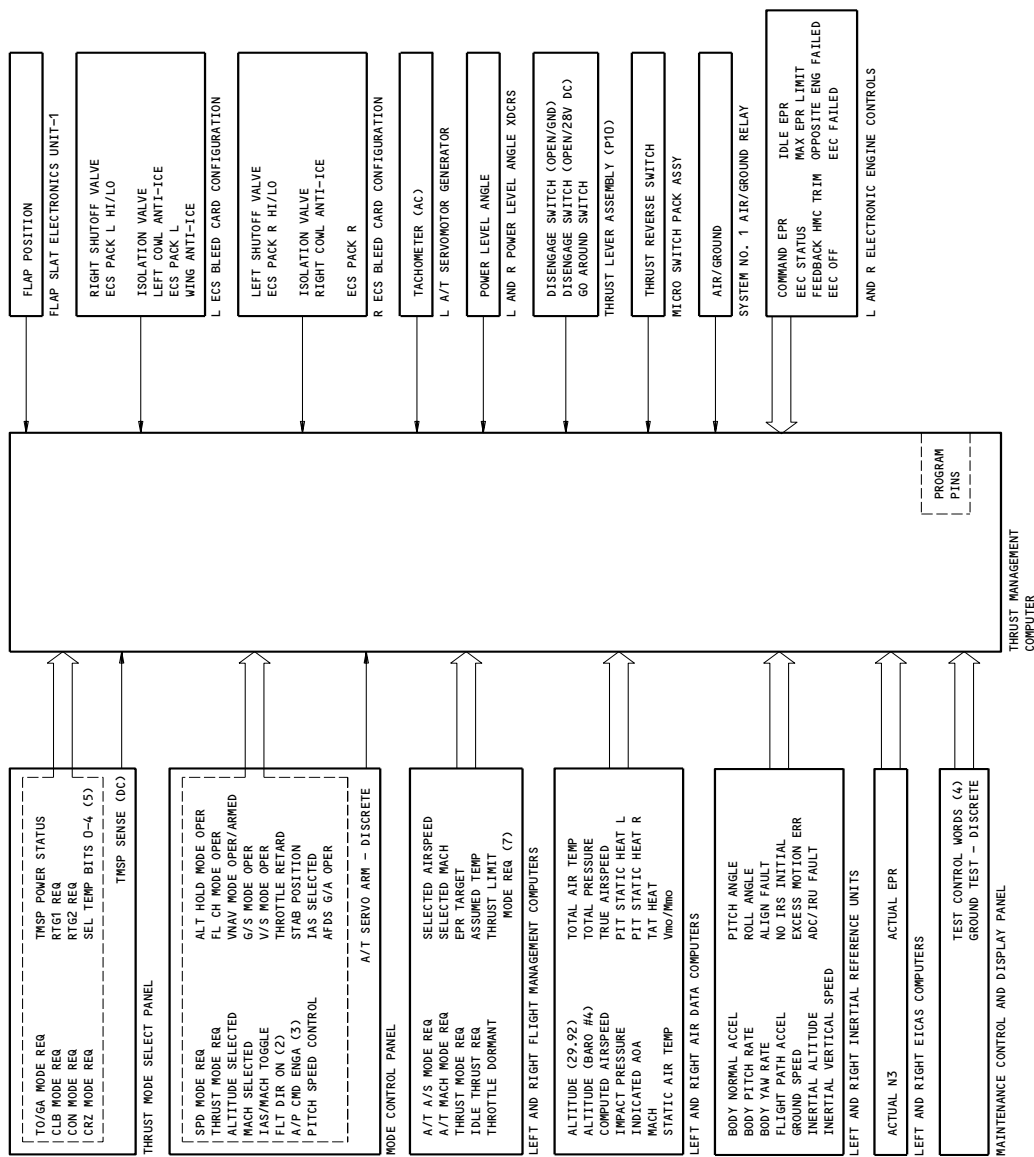 TO/GA MODE REQ TMSP POWER STATUS
CLB MODE REQ RTG1 REQ
CON MODE REQ RTG2 REQ
CRZ MODE REQ SEL TEMP BITS 0-4 (5)
TMSP SENSE (DC)
THRUST MODE SELECT PANEL
SPD MODE REQ ALT HOLD MODE OPER
THRUST MODE REQ FL CH MODE OPER
ALTITUDE SELECTED VNAV MODE OPER/ARMED
MACH SELECTED G/S MODE OPER
IAS/MACH TOGGLE V/S MODE OPER
FLT DIR ON (2) THROTTLE RETARD
A/P CMD ENGA (3) STAB POSITION
PITCH SPEED CONTROL IAS SELECTED
AFDS G/A OPER
A/T SERVO ARM - DISCRETE
MODE CONTROL PANEL
A/T A/S MODE REQ SELECTED AIRSPEED
A/T MACH MODE REQ SELECTED MACH
THRUST MODE REQ EPR TARGET
IDLE THRUST REQ ASSUMED TEMP
THROTTLE DORMANT THRUST LIMIT
MODE REQ (7)
LEFT AND RIGHT FLIGHT MANAGEMENT COMPUTERS
ALTITUDE (29.92) TOTAL AIR TEMP
ALTITUDE (BARO #4) TOTAL PRESSURE
COMPUTED AIRSPEED TRUE AIRSPEED
IMPACT PRESSURE PIT STATIC HEAT L
INDICATED AOA PIT STATIC HEAT R
MACH TAT HEAT
STATIC AIR TEMP Vmo/Mmo
LEFT AND RIGHT AIR DATA COMPUTERS
BODY NORMAL ACCEL PITCH ANGLE
BODY PITCH RATE ROLL ANGLE
BODY YAW RATE ALIGN FAULT
FLIGHT PATH ACCEL NO IRS INITIAL
GROUND SPEED EXCESS MOTION ERR
INERTIAL ALTITUDE ADC/IRU FAULT
INERTIAL VERTICAL SPEED
LEFT AND RIGHT INERTIAL REFERENCE UNITS
ACTUAL N3 ACTUAL EPR
LEFT AND RIGHT EICAS COMPUTERS
TEST CONTROL WORDS (4)
GROUND TEST - DISCRETE
MAINTENANCE CONTROL AND DISPLAY PANEL
PROGRAM
PINS
THRUST MANAGEMENT
COMPUTER
FLAP POSITION
FLAP SLAT ELECTRONICS UNIT-1
RIGHT SHUTOFF VALVE
ECS PACK L HI/LO
ISOLATION VALVE
LEFT COWL ANTI-ICE
ECS PACK L
WING ANTI-ICE
L ECS BLEED CARD CONFIGURATION
LEFT SHUTOFF VALVE
ECS PACK R HI/LO
ISOLATION VALVE
RIGHT COWL ANTI-ICE
ECS PACK R
R ECS BLEED CARD CONFIGURATION
TACHOMETER (AC)
L A/T SERVOMOTOR GENERATOR
POWER LEVEL ANGLE
L AND R POWER LEVEL ANGLE XDCRS
DISENGAGE SWITCH (OPEN/GND)
DISENGAGE SWITCH (OPEN/28V DC)
GO AROUND SWITCH
THRUST LEVER ASSEMBLY (P10)
THRUST REVERSE SWITCH
MICRO SWITCH PACK ASSY
AIR/GROUND
SYSTEM NO. 1 AIR/GROUND RELAY
COMMAND EPR IDLE EPR
EEC STATUS MAX EPR LIMIT
FEEDBACK HMC TRIM OPPOSITE ENG FAILED
EEC OFF EEC FAILED
L AND R ELECTRONIC ENGINE CONTROLS